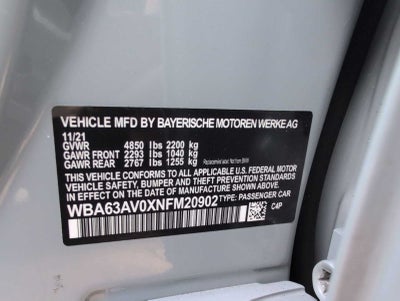 VEHICLE MFD BY BAYERISCHE MOTOREN WERKE AG
11/21
GVWR 4850 lbs 2200 kg
GAWR FRONT 2293 lbs 1040 kg
GAWR REAR 2767 lbs 1255 kg
THIS VEHICLE CONFORMS TO ALL APPLICABLE U.S. FEDERAL MOTOR
VEHICLE SAFETY, BUMPER, AND THEFT PREVENTION STANDARDS
IN EFFECT ON THE DATE OF MANUFACTURE SHOWN ABOVE.
WBA63AV0XNFM20902 TYPE: PASSENGER CAR
C4P